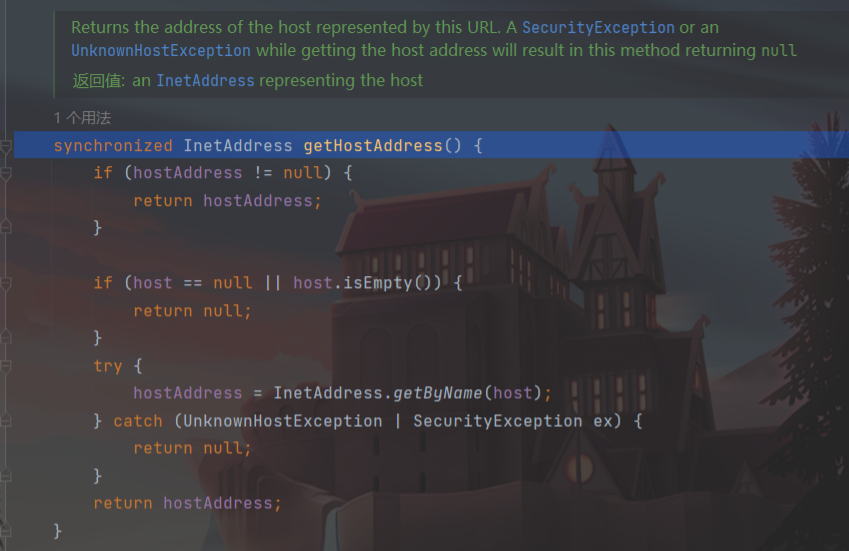 Returns the address of the host represented by this URL. A SecurityException or an
UnknownHostException while getting the host address will result in this method returning null
返回值: an InetAddress representing the host
1 个用法
synchronized InetAddress getHostAddress() {
if (hostAddress != null) {
return hostAddress;
}
if (host == null || host.isEmpty()) {
return null;
}
try {
hostAddress = InetAddress.getByName(host);
} catch (UnknownHostException | SecurityException ex) {
return null;
}
return hostAddress;
}